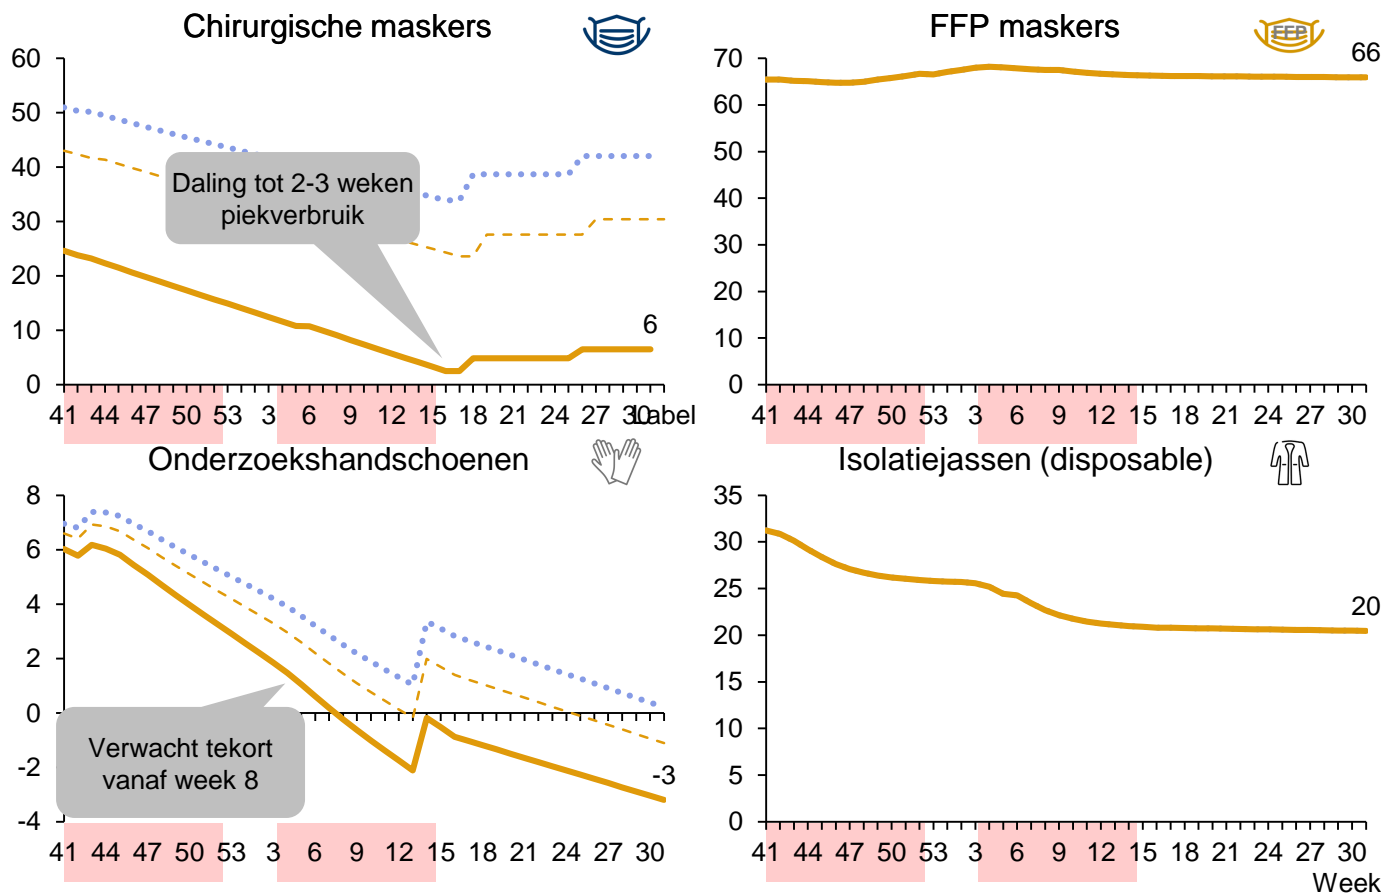 Chirurgische maskers
60
50
40
30
20
10
0
Daling tot 2-3 weken
piekverbruik
6
41 44 47 50 53 3 6 9 12 15 18 21 24 27 30 Label
FFP maskers
FFP
66
70
60
50
40
30
20
10
0
41 44 47 50 53 3 6 9 12 15 18 21 24 27 30
Onderzoekshandschoenen
8
6
4
2
0
-2
-4
Verwacht tekort
vanaf week 8
-3
41 44 47 50 53 3 6 9 12 15 18 21 24 27 30
Isolatiejassen (disposable)
35
30
25
20
15
10
5
0
20
41 44 47 50 53 3 6 9 12 15 18 21 24 27 30
Week